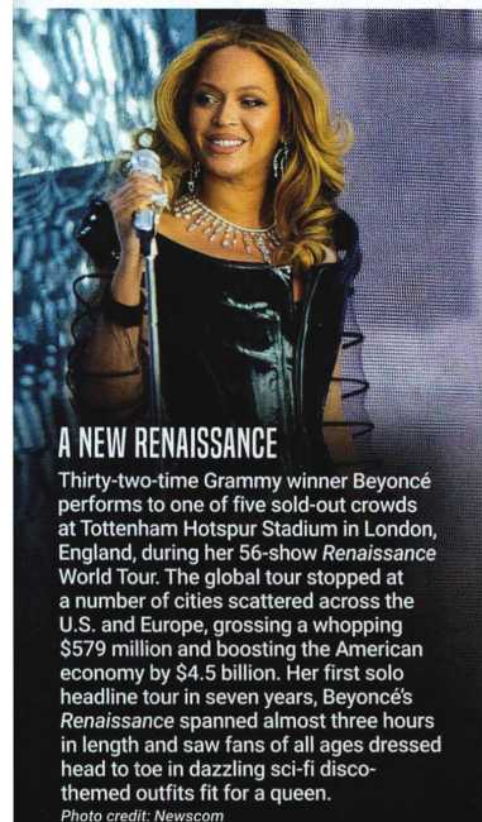 A NEW RENAISSANCE
Thirty-two-time Grammy winner Beyoncé
performs to one of five sold-out crowds
at Tottenham Hotspur Stadium in London,
England, during her 56-show Renaissance
World Tour. The global tour stopped at
a number of cities scattered across the
U.S. and Europe, grossing a whopping
$579 million and boosting the American
economy by $4.5 billion. Her first solo
headline tour in seven years, Beyoncé's
Renaissance spanned almost three hours
in length and saw fans of all ages dressed
head to toe in dazzling sci-fi disco-
themed outfits fit for a queen.
Photo credit: Newscom